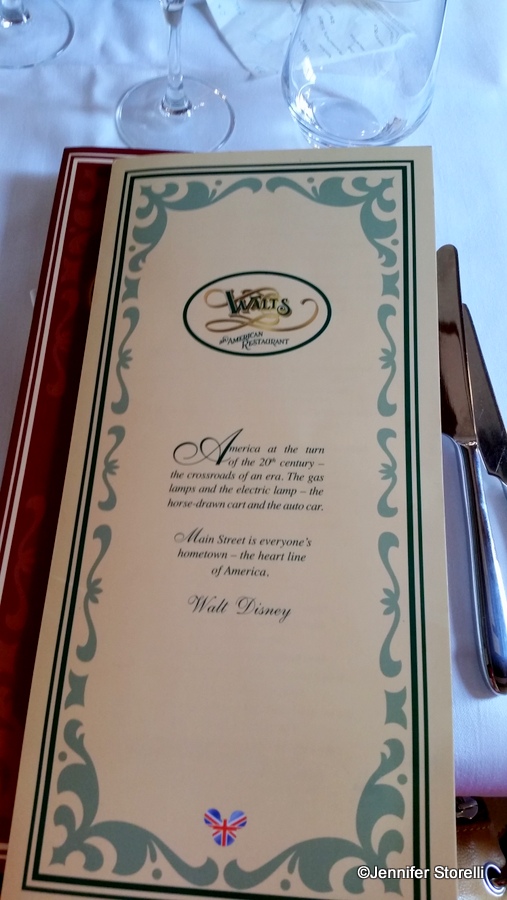 WALT'S
an AMERICAN
RESTAURANT
America at the turn
of the 20th century –
the crossroads of an era. The gas
lamps and the electric lamp – the
horse-drawn cart and the auto car.
Main Street is everyone's
hometown – the heart line
of America.
Walt Disney
©Jennifer Storelli